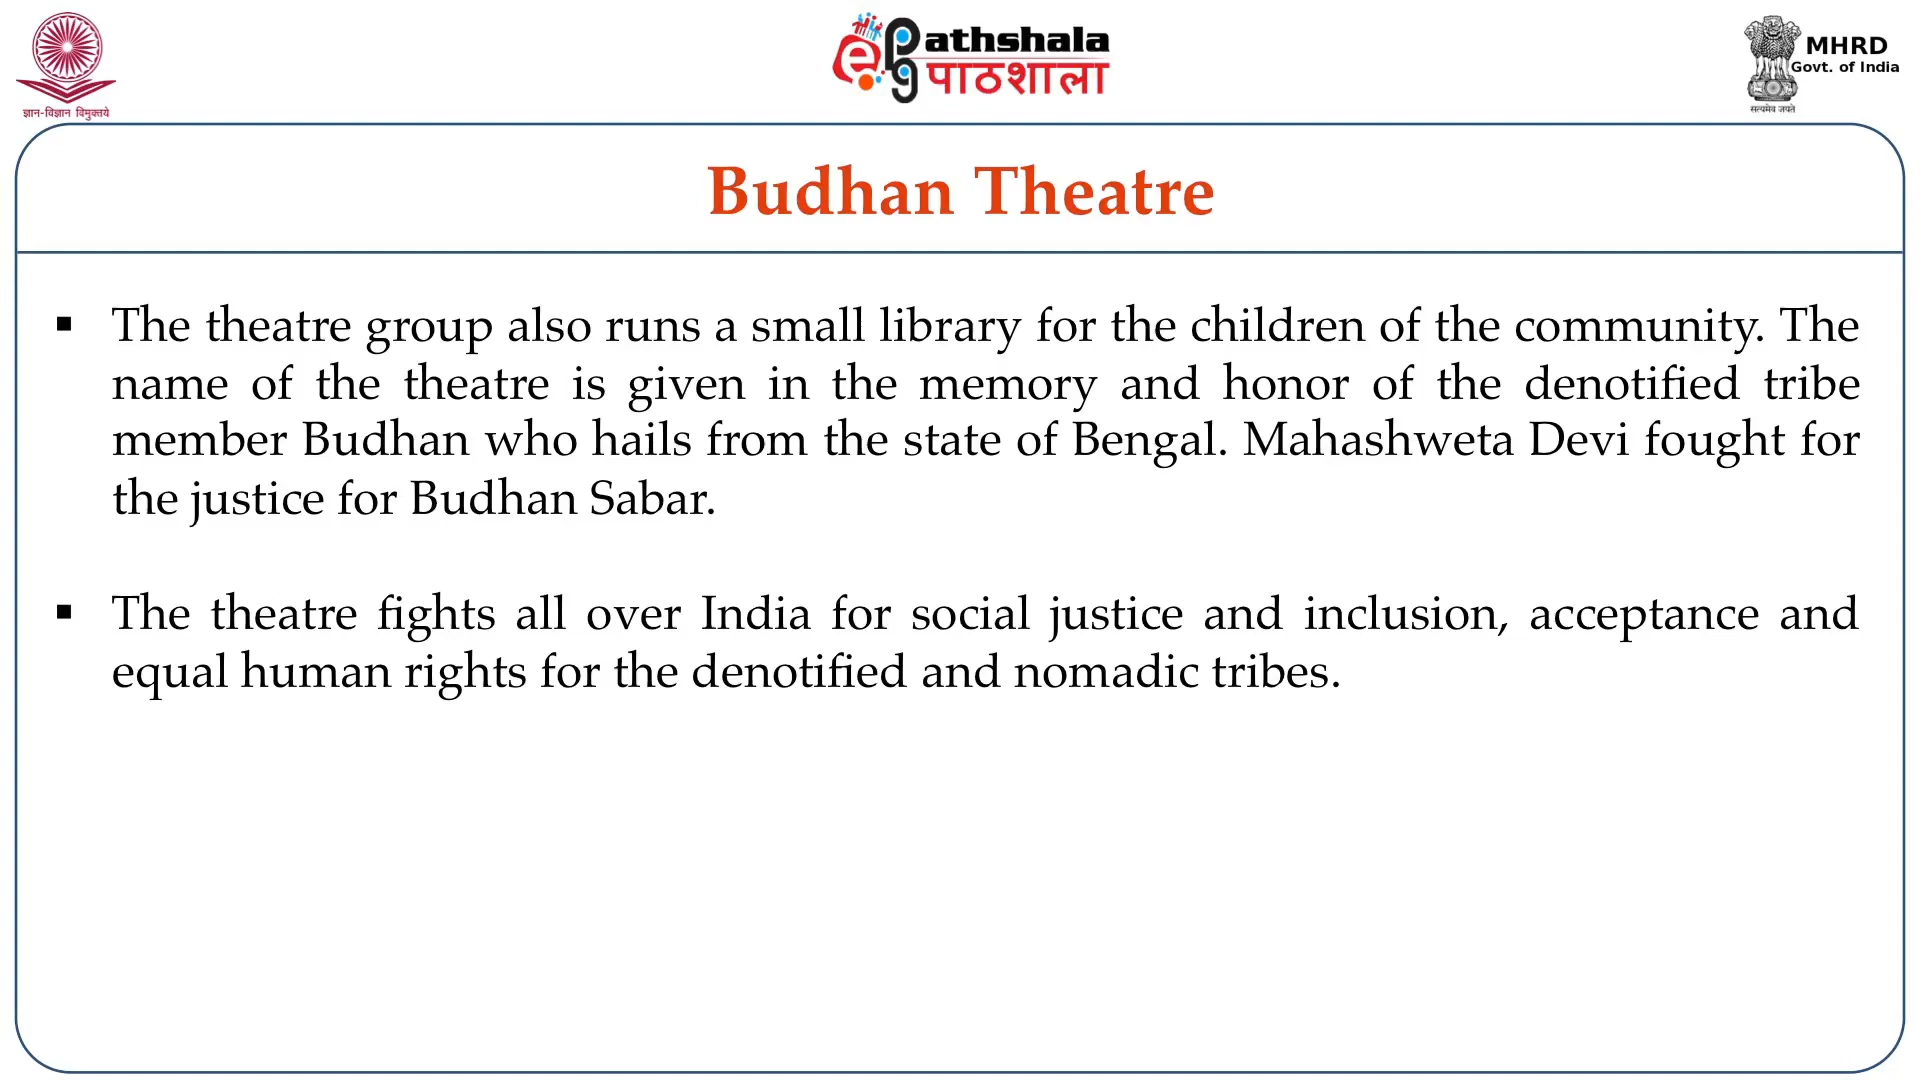 ज्ञान-विज्ञान विमुक्तये
ePG Pathshala
पाठशाला
MHRD
Govt. of India
सत्यमेव जयते
Budhan Theatre
▪ The theatre group also runs a small library for the children of the community. The
name of the theatre is given in the memory and honor of the denotified tribe
member Budhan who hails from the state of Bengal. Mahashweta Devi fought for
the justice for Budhan Sabar.
▪ The theatre fights all over India for social justice and inclusion, acceptance and
equal human rights for the denotified and nomadic tribes.